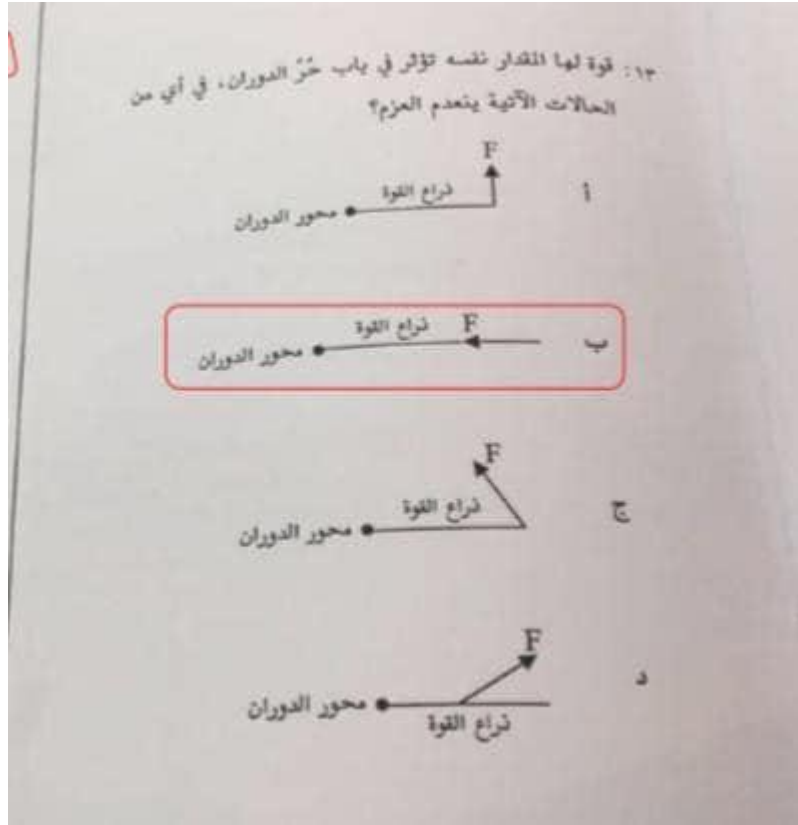 ١٣: قوة لها المقدار نفسه تؤثر في باب حُرّ الدوران، في أي من
الحالات الآتية ينعدم العزم؟
F
أ
ذراع القوة
محور الدوران
ب
F
ذراع القوة
محور الدوران
F
ج
ذراع القوة
محور الدوران
F
د
محور الدوران
ذراع القوة